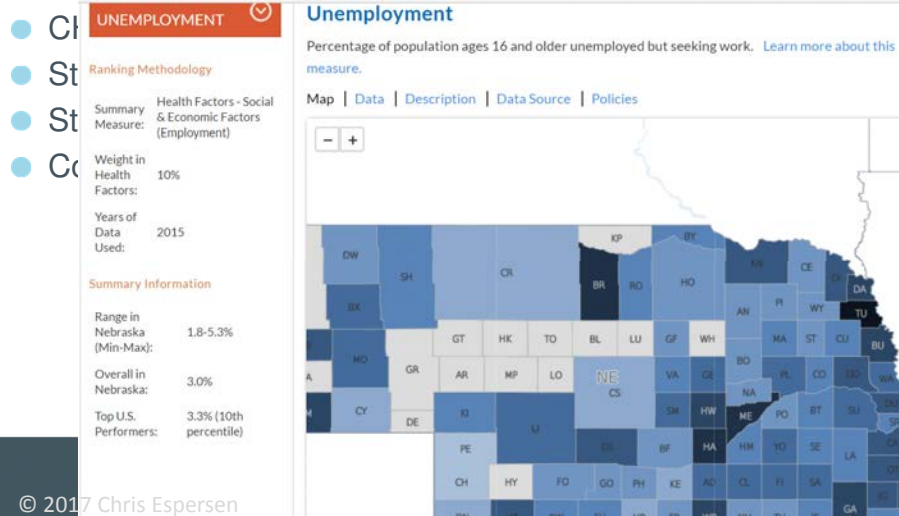 UNEMPLOYMENT
Ranking Methodology
Summary Measure:
Health Factors - Social & Economic Factors (Employment)
Weight in Health Factors:
10%
Years of Data Used:
2015
Summary Information
Range in Nebraska (Min-Max):
1.8-5.3%
Overall in Nebraska:
3.0%
Top U.S. Performers:
3.3% (10th percentile)
Unemployment
Percentage of population ages 16 and older unemployed but seeking work. Learn more about this
measure.
Map | Data | Description | Data Source | Policies
- +
KP BY
DW SH CR BR RO HO KN CE DA
BX AN PI WY TU
GT HK TO BL LU GF WH MA ST CU BU
MO GR AR MP LO NE CS VA BO PL CO
CY DE KI LI SM HW ME NA PO BT SU
PE BF HA HM YO SE LA
CH HY FO GO PH KE AD CL FI SA GA
© 2017 Chris Espersen